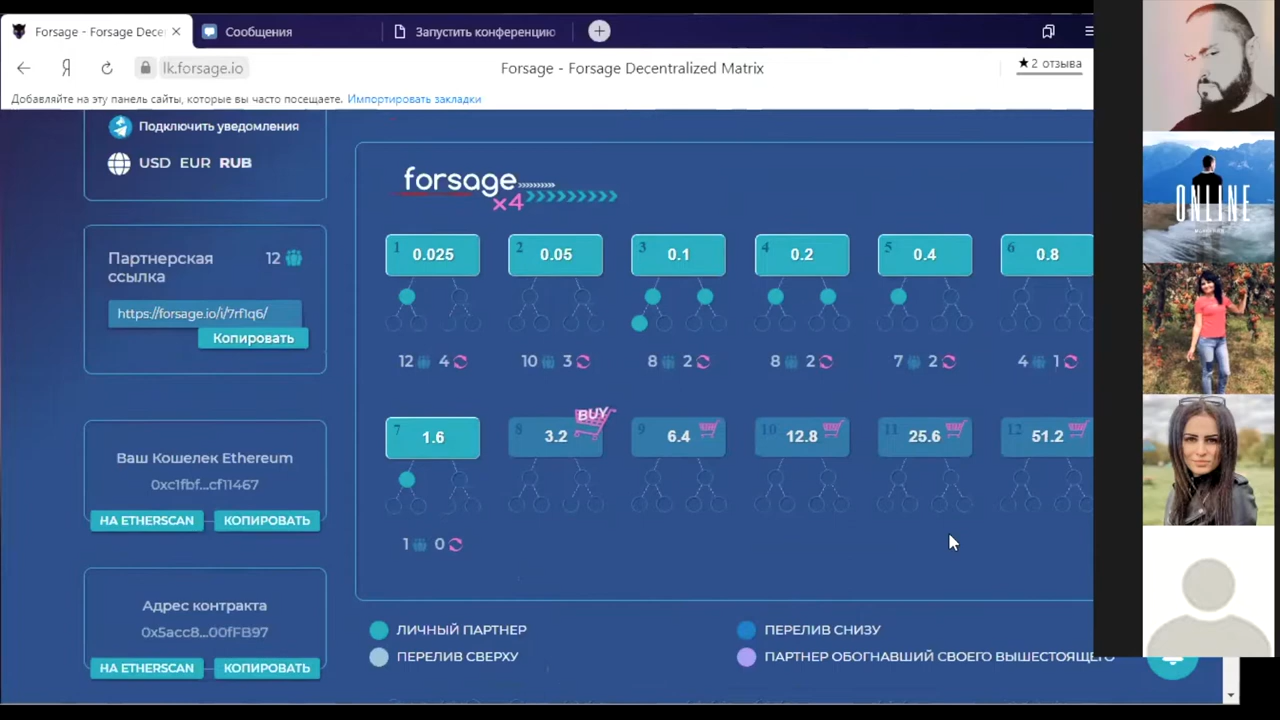 Forsage - Forsage Dece
Сообщения
Запустить конференцию
Я
lk.forsage.io
Forsage - Forsage Decentralized Matrix
★2 отзыва
Добавляйте на эту панель сайты, которые вы часто посещаете. Импортировать закладки
Подключить уведомления
USD EUR RUB
Партнерская 12
ссылка
https://forsage.io/i/7rf1q6/
Копировать
Ваш Кошелек Ethereum
0xc1fbf...cf11467
НА ETHERSCAN КОПИРОВАТЬ
Адрес контракта
0x5acc8...00fFB97
НА ETHERSCAN КОПИРОВАТЬ
forsage
x4
1 0.025 2 0.05 3 0.1 4 0.2 5 0.4 6 0.8
12 4 10 3 8 2 8 2 7 2 4 1
BUY
7 1.6 8 3.2 9 6.4 10 12.8 11 25.6 12 51.2
1 0
ЛИЧНЫЙ ПАРТНЕР
ПЕРЕЛИВ СНИЗУ
ПЕРЕЛИВ СВЕРХУ
ПАРТНЕР ОБОГНАВШИЙ СВОЕГО ВЫШЕСТОЯЩЕГО
ONLINE